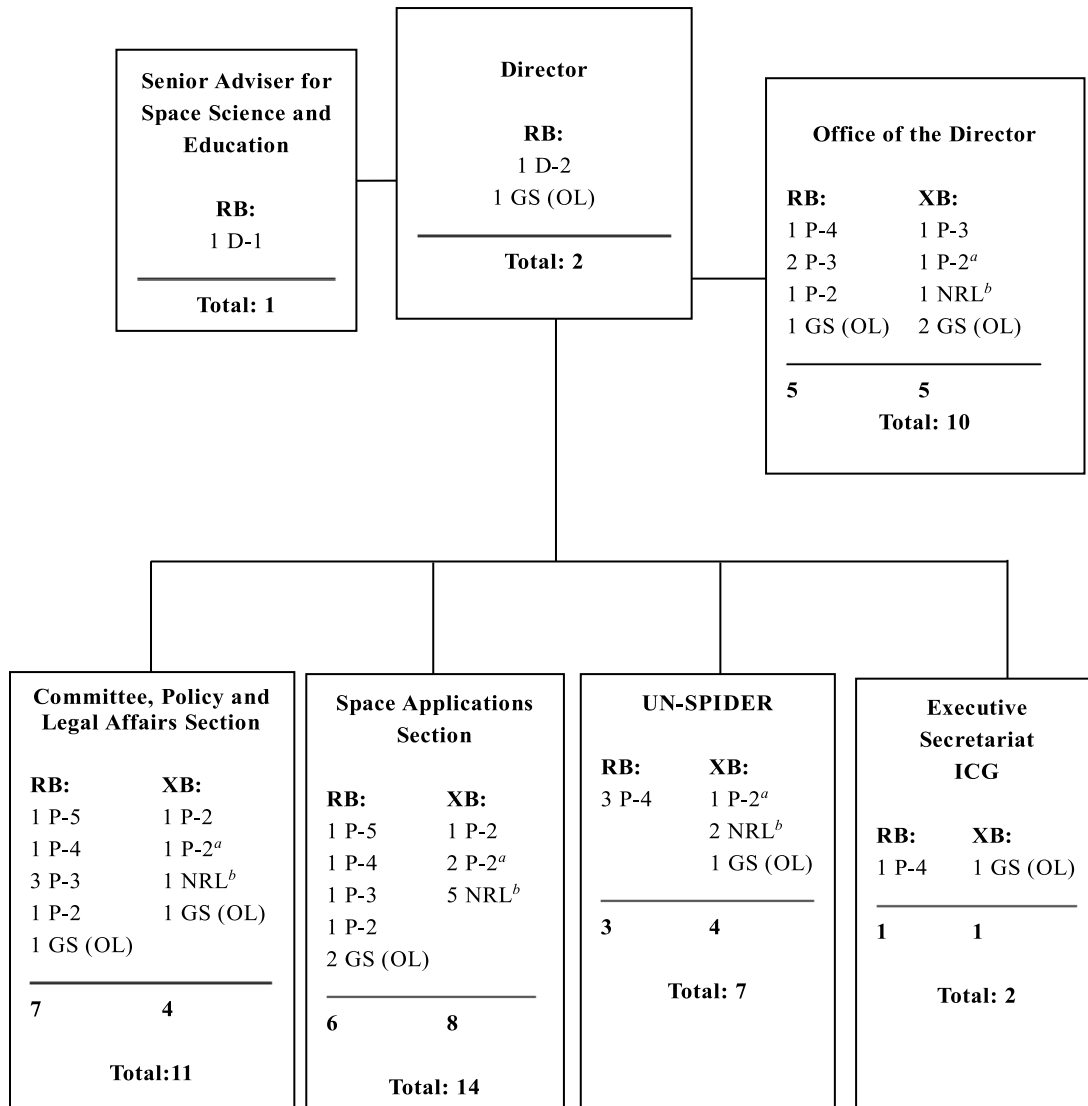 Senior Adviser for
Space Science and
Education
RB:
1 D-1
Total: 1
Director
RB:
1 D-2
1 GS (OL)
Total: 2
Office of the Director
RB: XB:
1 P-4 1 P-3
2 P-3 1 P-2a
1 P-2 1 NRLb
1 GS (OL) 2 GS (OL)
5 5
Total: 10
Committee, Policy and
Legal Affairs Section
RB: XB:
1 P-5 1 P-2
1 P-4 1 P-2a
3 P-3 1 NRLb
1 P-2 1 GS (OL)
1 GS (OL)
7 4
Total:11
Space Applications
Section
RB: XB:
1 P-5 1 P-2
1 P-4 2 P-2a
1 P-3 5 NRLb
1 P-2
2 GS (OL)
6 8
Total: 14
UN-SPIDER
RB: XB:
3 P-4 1 P-2a
2 NRLb
1 GS (OL)
3 4
Total: 7
Executive
Secretariat
ICG
RB: XB:
1 P-4 1 GS (OL)
1 1
Total: 2